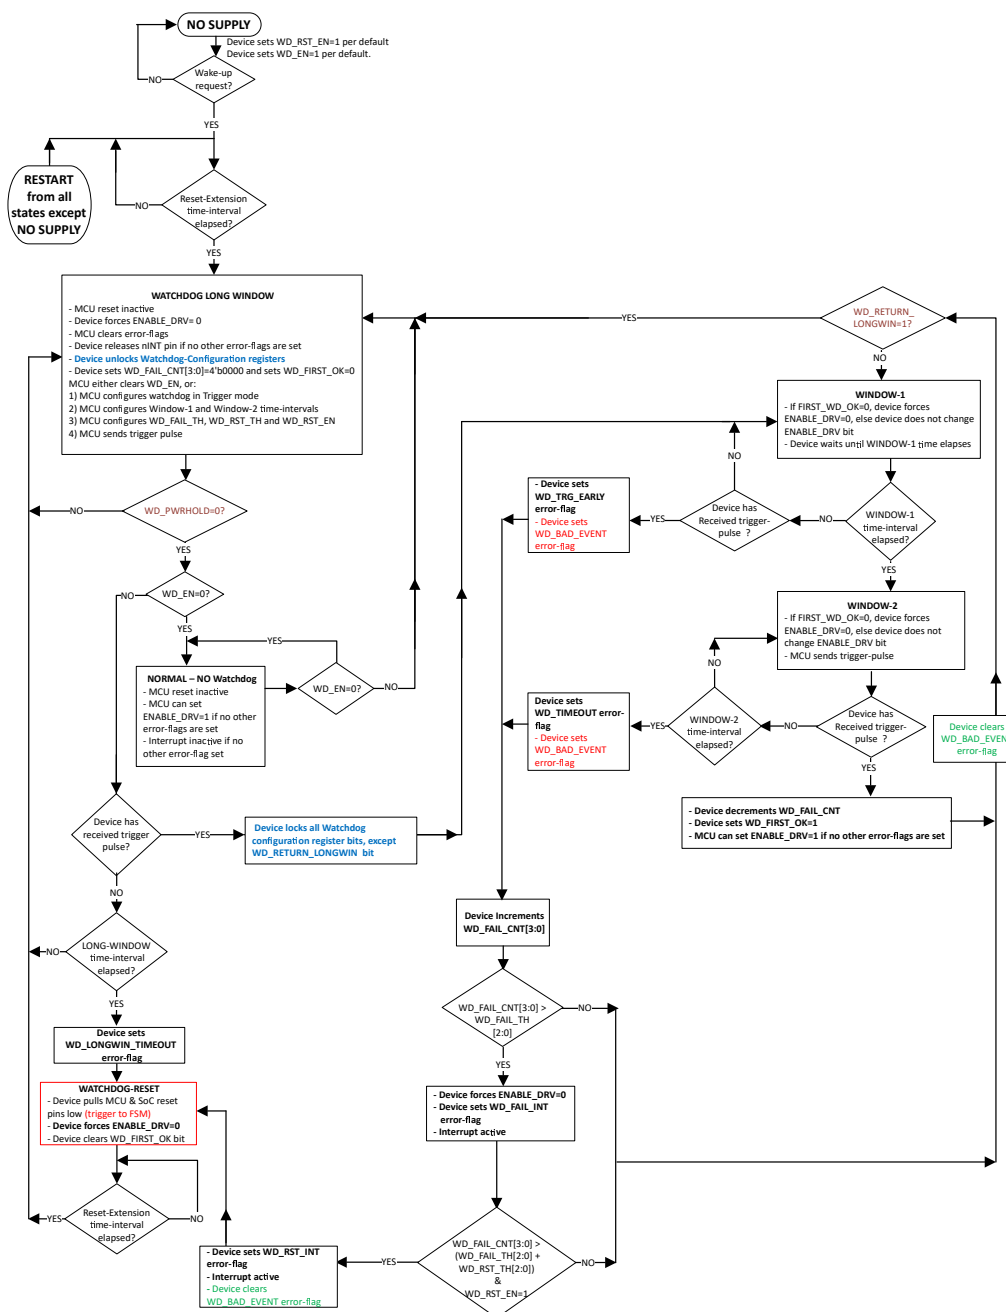 NO SUPPLY
Device sets WD_RST_EN=1 per default
Device sets WD_EN=1 per default.
Wake-up
request?
NO
YES
RESTART
from all
states except
NO SUPPLY
Reset-Extension
time-interval
elapsed?
NO
YES
WATCHDOG LONG WINDOW
- MCU reset inactive
- Device forces ENABLE_DRV= 0
- MCU clears error-flags
- Device releases nINT pin if no other error-flags are set
- Device unlocks Watchdog-Configuration registers
- Device sets WD_FAIL_CNT[3:0]=4'b0000 and sets WD_FIRST_OK=0
MCU either clears WD_EN, or:
1) MCU configures watchdog in Trigger mode
2) MCU configures Window-1 and Window-2 time-intervals
3) MCU configures WD_FAIL_TH, WD_RST_TH and WD_RST_EN
4) MCU sends trigger pulse
YES
WD_RETURN_
LONGWIN=1?
NO
WINDOW-1
- If FIRST_WD_OK=0, device forces
ENABLE_DRV=0, else device does not change
ENABLE_DRV bit
- Device waits until WINDOW-1 time elapses
NO
WD_PWRHOLD=0?
NO
YES
- Device sets
WD_TRG_EARLY
error-flag
- Device sets
WD_BAD_EVENT
error-flag
YES
Device has
Received trigger-
pulse ?
NO
WINDOW-1
time-interval
elapsed?
YES
WD_EN=0?
NO
YES
YES
NORMAL – NO Watchdog
- MCU reset inactive
- MCU can set
ENABLE_DRV=1 if no other
error-flags are set
- Interrupt inactive if no
other error-flag set
WD_EN=0?
NO
WINDOW-2
- If FIRST_WD_OK=0, device forces
ENABLE_DRV=0, else device does not
change ENABLE_DRV bit
- MCU sends trigger-pulse
NO
Device sets
WD_TIMEOUT error-
flag
- Device sets
WD_BAD_EVENT
error-flag
YES
WINDOW-2
time-interval
elapsed?
NO
Device has
Received trigger-
pulse ?
YES
Device clears
WD_BAD_EVENT
error-flag
- Device decrements WD_FAIL_CNT
- Device sets WD_FIRST_OK=1
- MCU can set ENABLE_DRV=1 if no other error-flags are set
Device has
received trigger
pulse?
YES
Device locks all Watchdog
configuration register bits, except
WD_RETURN_LONGWIN bit
NO
LONG-WINDOW
time-interval
elapsed?
NO
YES
Device Increments
WD_FAIL_CNT[3:0]
WD_FAIL_CNT[3:0] >
WD_FAIL_TH
[2:0]
NO
YES
Device sets
WD_LONGWIN_TIMEOUT
error-flag
WATCHDOG-RESET
- Device pulls MCU & SoC reset
pins low (trigger to FSM)
- Device forces ENABLE_DRV=0
- Device clears WD_FIRST_OK bit
- Device forces ENABLE_DRV=0
- Device sets WD_FAIL_INT
error-flag
- Interrupt active
Reset-Extension
time-interval
elapsed?
YES
NO
- Device sets WD_RST_INT
error-flag
- Interrupt active
- Device clears
WD_BAD_EVENT error-flag
YES
WD_FAIL_CNT[3:0] >
(WD_FAIL_TH[2:0] +
WD_RST_TH[2:0])
&
WD_RST_EN=1
NO